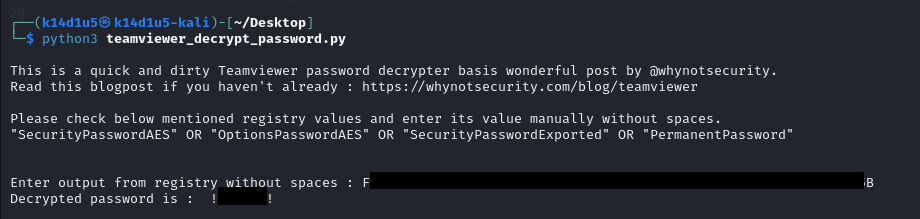 29
┌──(k14d1u5㉿k14d1u5-kali)-[~/Desktop]
└─$ python3 teamviewer_decrypt_password.py
This is a quick and dirty Teamviewer password decrypter basis wonderful post by @whynotsecurity.
Read this blogpost if you haven't already : https://whynotsecurity.com/blog/teamviewer
Please check below mentioned registry values and enter its value manually without spaces.
"SecurityPasswordAES" OR "OptionsPasswordAES" OR "SecurityPasswordExported" OR "PermanentPassword"
Enter output from registry without spaces : F B
Decrypted password is : ! !